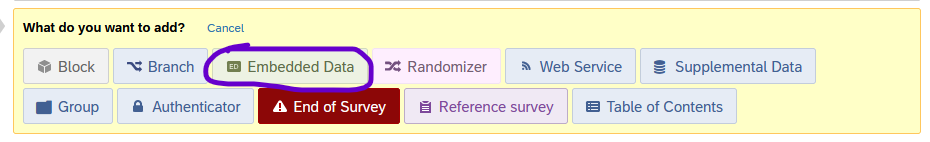 What do you want to add? Cancel
Block Branch ED Embedded Data Randomizer Web Service Supplemental Data
Group Authenticator End of Survey Reference survey Table of Contents